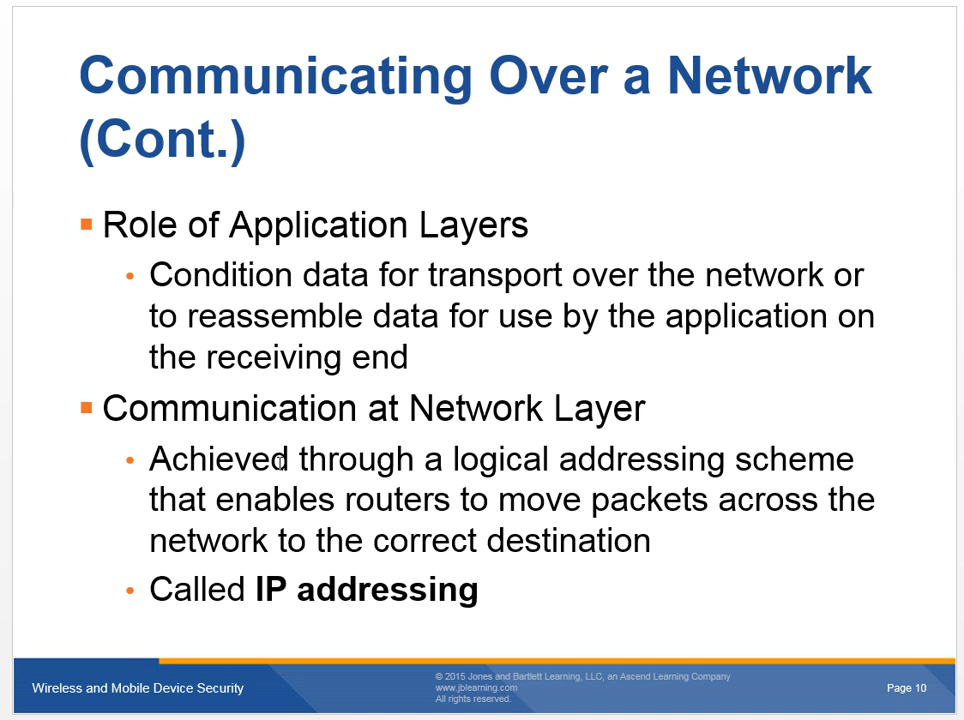 Communicating Over a Network
(Cont.)
Role of Application Layers
Condition data for transport over the network or
to reassemble data for use by the application on
the receiving end
Communication at Network Layer
Achieved through a logical addressing scheme
that enables routers to move packets across the
network to the correct destination
Called IP addressing
Wireless and Mobile Device Security
© 2015 Jones and Bartlett Learning, LLC, an Ascend Learning Company
www.jblearning.com
All rights reserved.
Page 10